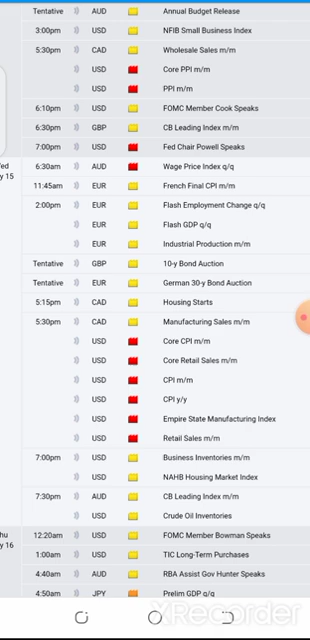 Tentative AUD Annual Budget Release
3:00pm USD NFIB Small Business Index
5:30pm CAD Wholesale Sales m/m
USD Core PPI m/m
USD PPI m/m
6:10pm USD FOMC Member Cook Speaks
6:30pm GBP CB Leading Index m/m
7:00pm USD Fed Chair Powell Speaks
ed 6:30am AUD Wage Price Index q/q
y 15 11:45am EUR French Final CPI m/m
2:00pm EUR Flash Employment Change q/q
EUR Flash GDP q/q
EUR Industrial Production m/m
Tentative GBP 10-y Bond Auction
Tentative EUR German 30-y Bond Auction
5:15pm CAD Housing Starts
5:30pm CAD Manufacturing Sales m/m
USD Core CPI m/m
USD Core Retail Sales m/m
USD CPI m/m
USD CPI y/y
USD Empire State Manufacturing Index
USD Retail Sales m/m
7:00pm USD Business Inventories m/m
USD NAHB Housing Market Index
7:30pm AUD CB Leading Index m/m
USD Crude Oil Inventories
hu 12:20am USD FOMC Member Bowman Speaks
y 16 1:00am USD TIC Long-Term Purchases
4:40am AUD RBA Assist Gov Hunter Speaks
4:50am JPY Prelim GDP q/q
XRecorder